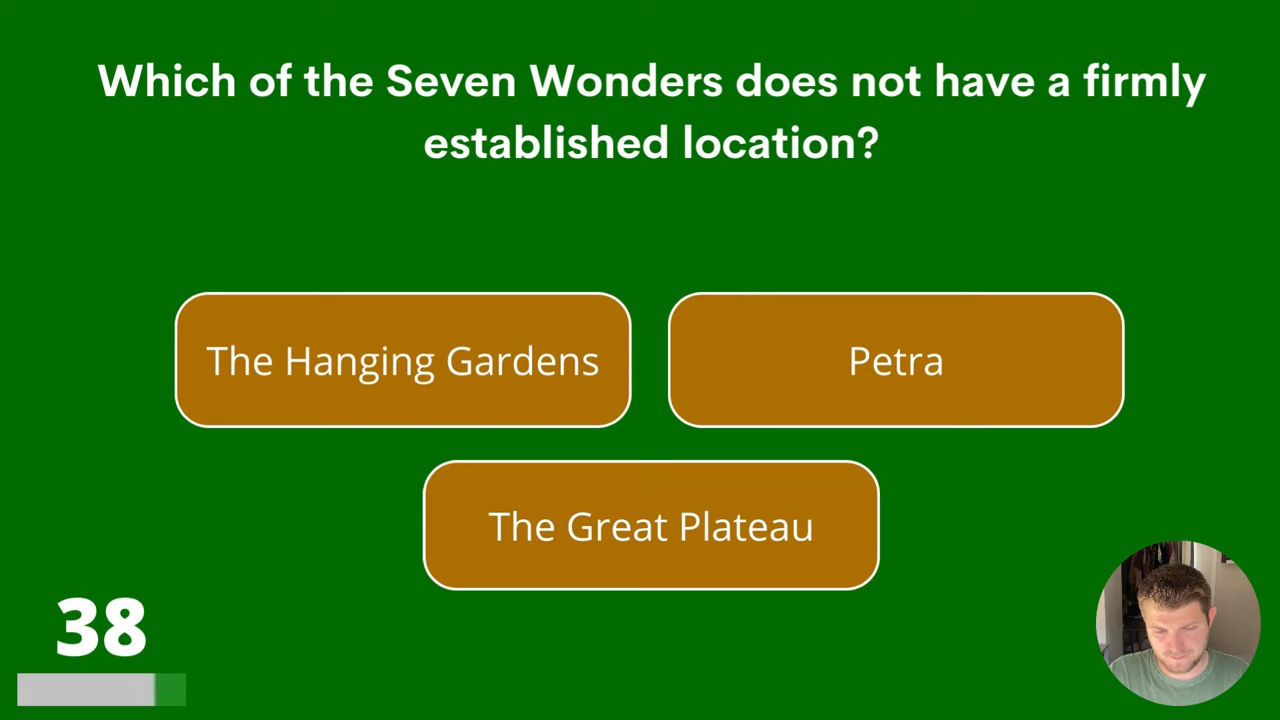 Which of the Seven Wonders does not have a firmly
established location?
The Hanging Gardens
Petra
The Great Plateau
38